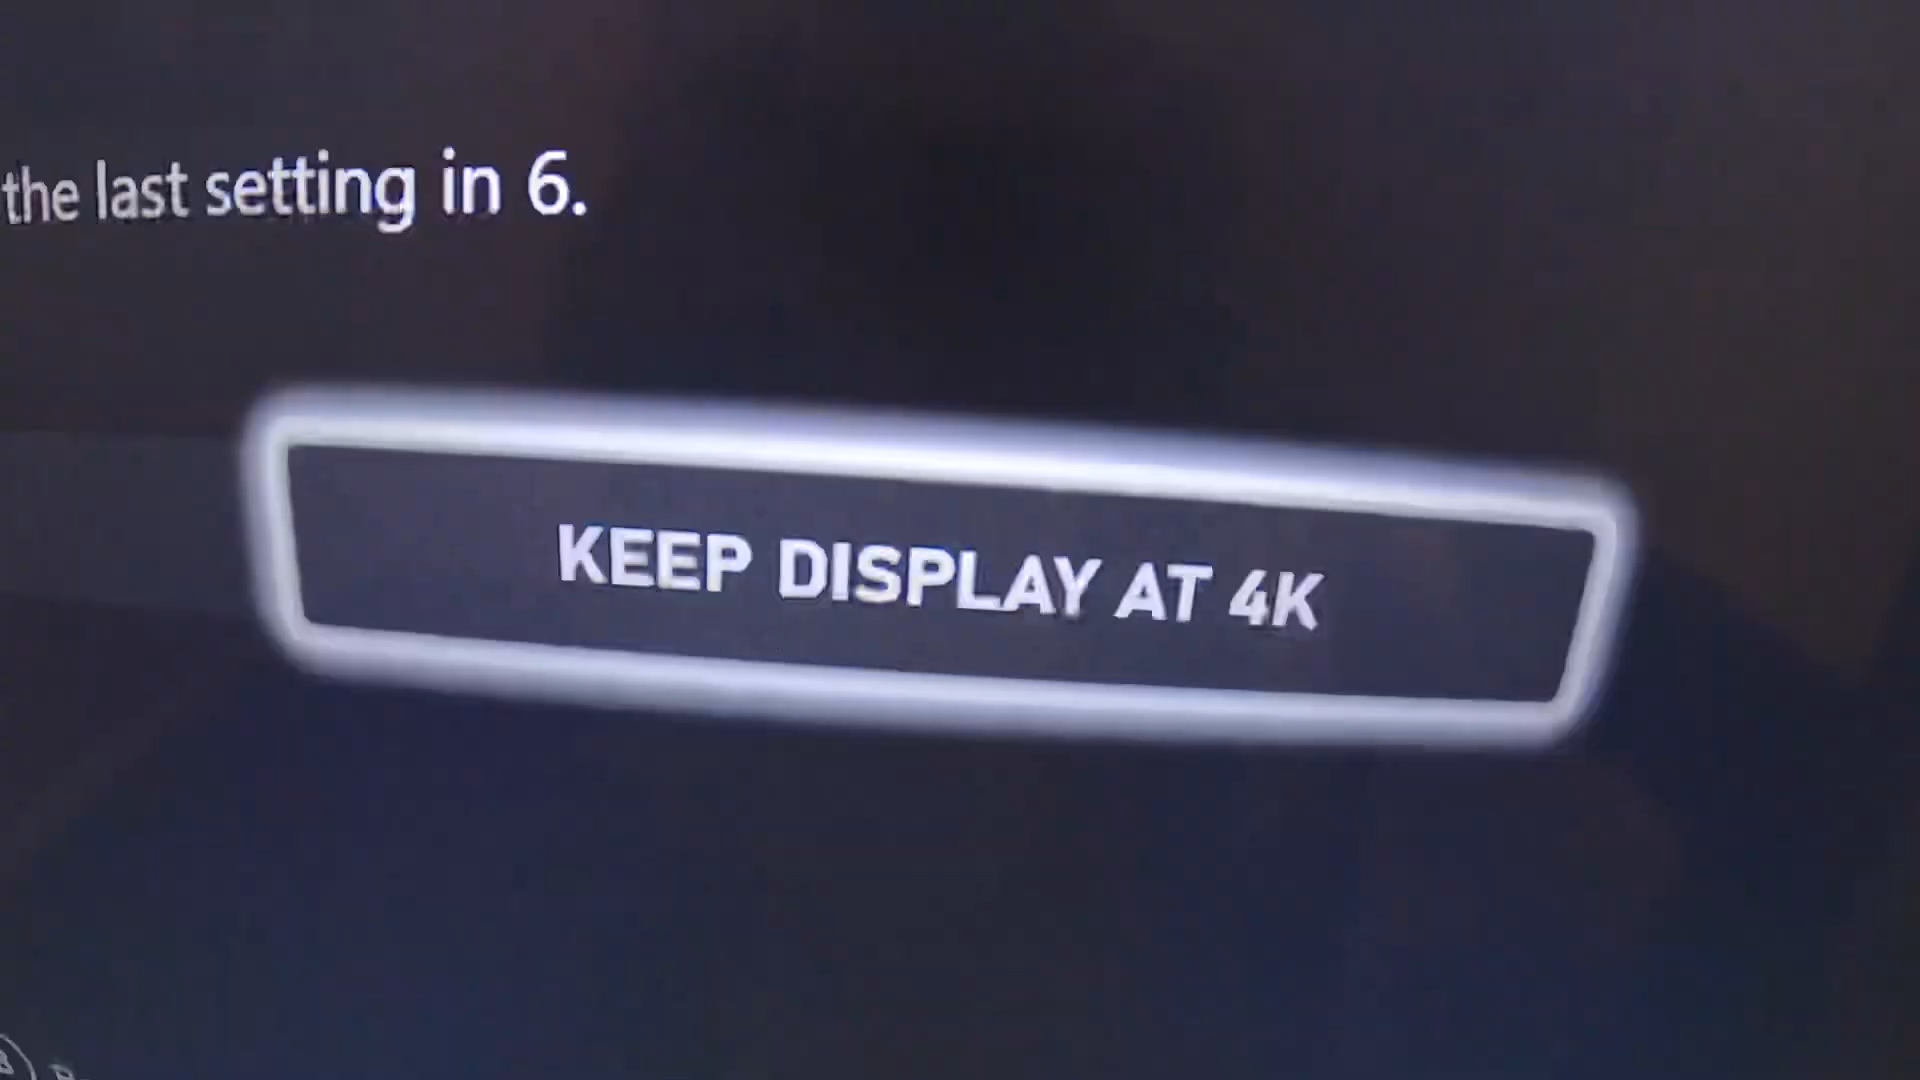 the last setting in 6.
KEEP DISPLAY AT 4K